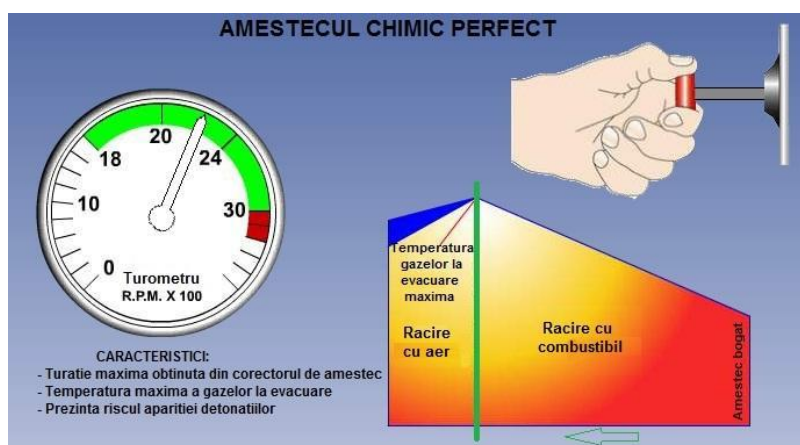 AMESTECUL CHIMIC PERFECT
20
18
24
10
30
0
Turometru
R.P.M. X 100
CARACTERISTICI:
- Turatie maxima obtinuta din corectorul de amestec
- Temperatura maxima a gazelor la evacuare
- Prezinta riscul aparitiei detonatiilor
Temperatura
gazelor la
evacuare
maxima
Racire
cu aer
Racire cu
combustibil
Amestec bogat